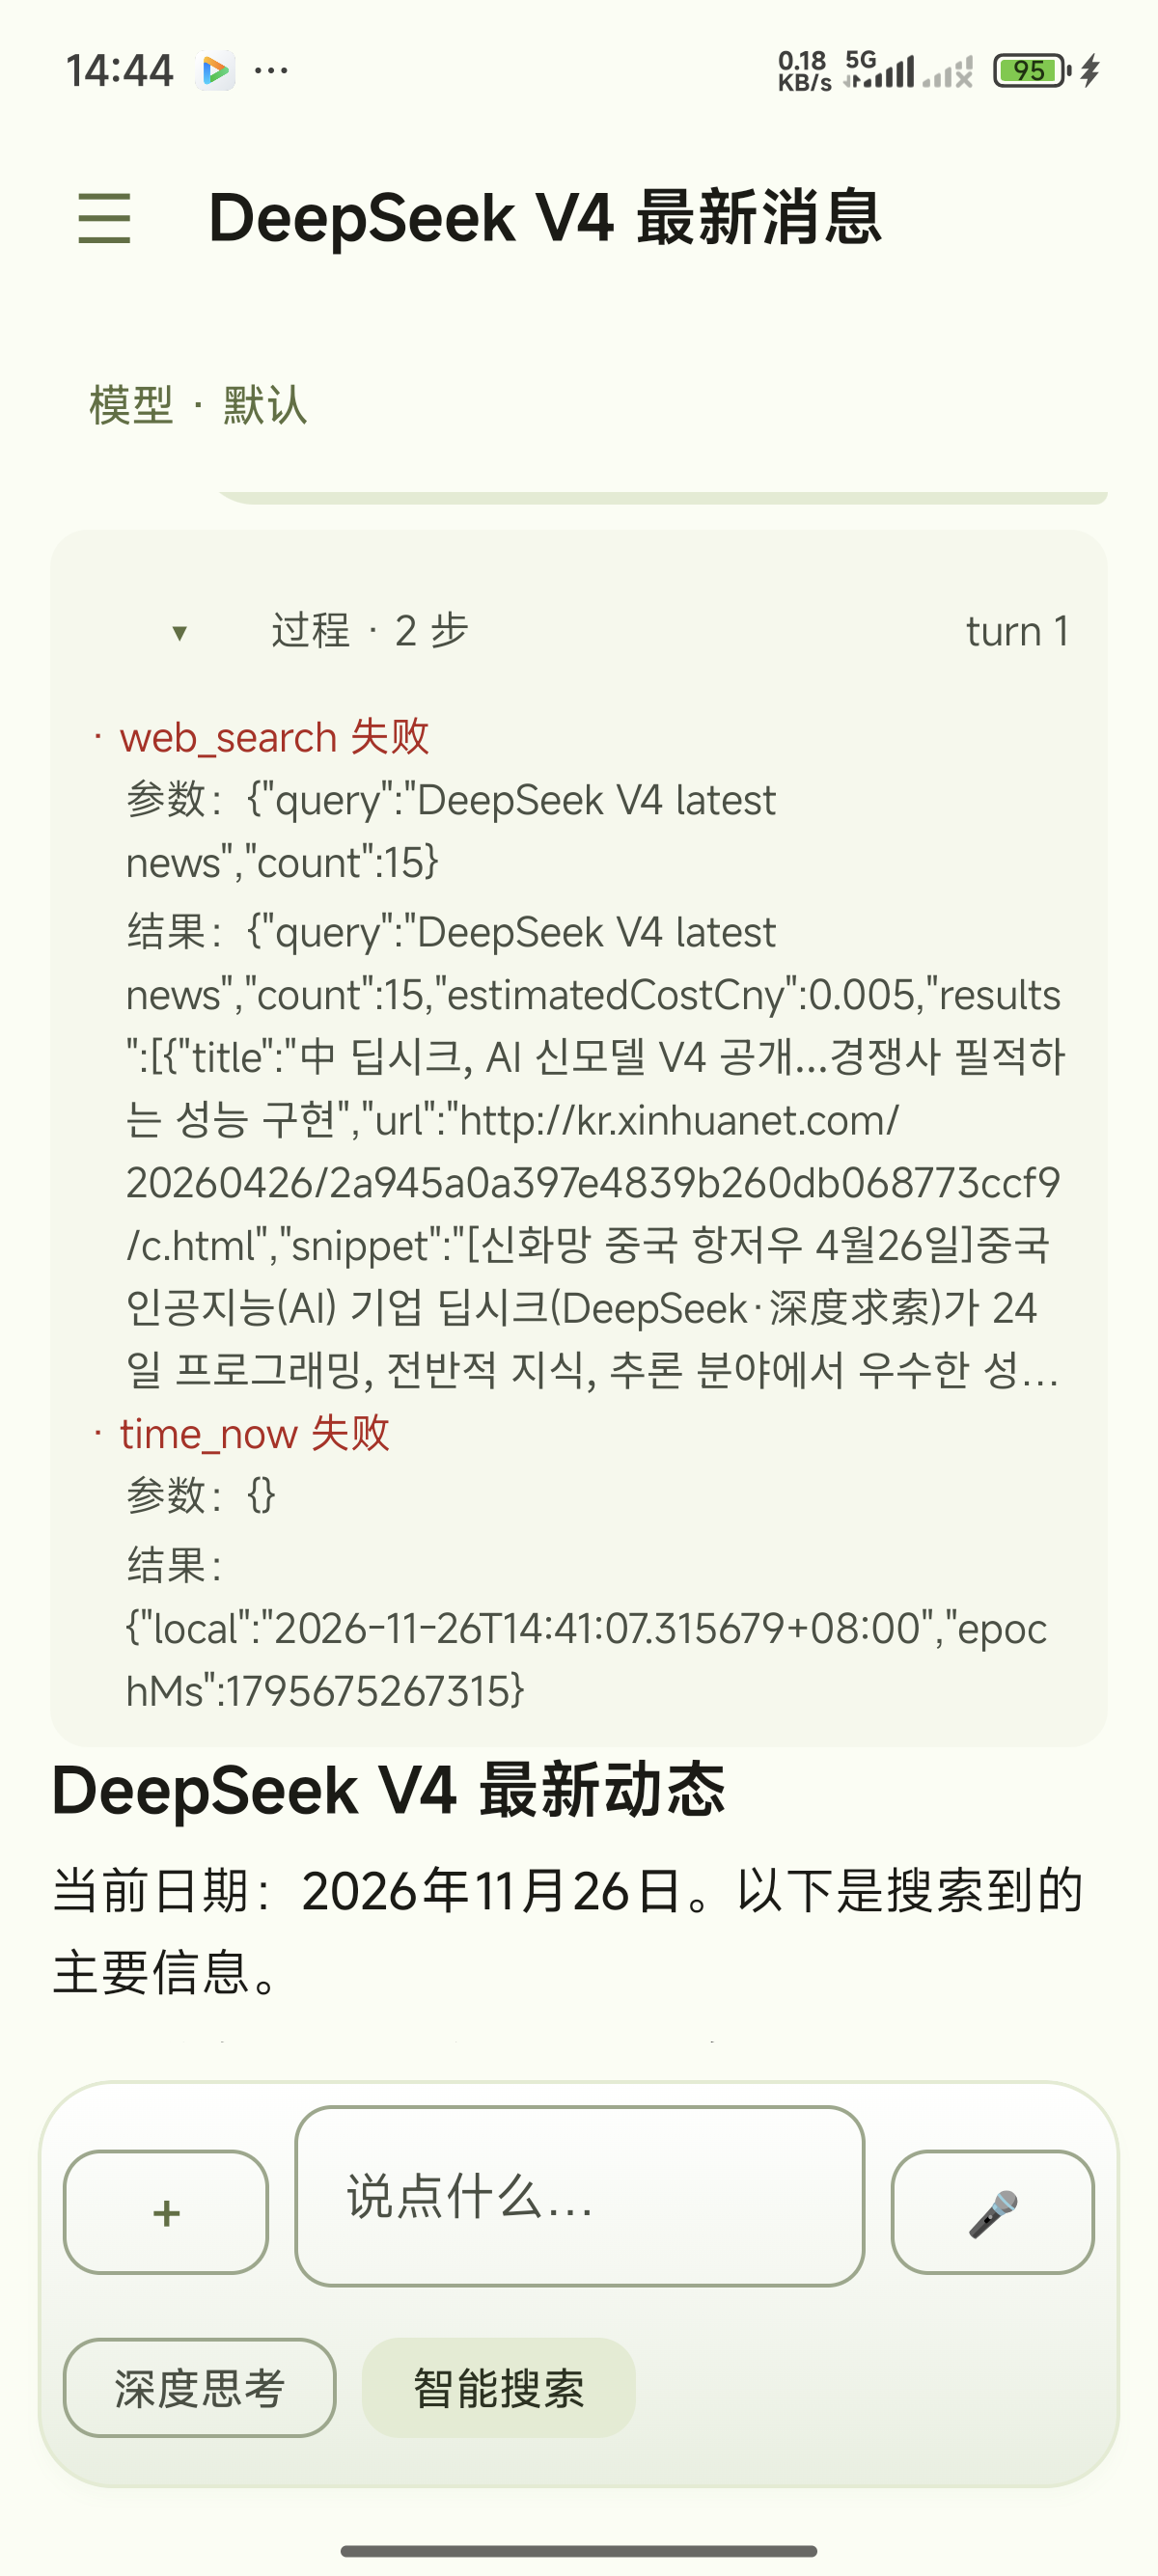 14:44 ...
0.18 KB/s 5G 95
☰ DeepSeek V4 最新消息
模型 · 默认
▼ 过程 · 2 步 turn 1
· web_search 失败
参数：{"query":"DeepSeek V4 latest
news","count":15}
结果：{"query":"DeepSeek V4 latest
news","count":15,"estimatedCostCny":0.005,"results
":[{"title":"中 딥시크, AI 신모델 V4 공개...경쟁사 필적하
는 성능 구현","url":"http://kr.xinhuanet.com/
20260426/2a945a0a397e4839b260db068773ccf9
/c.html","snippet":"[신화망 중국 항저우 4월26일]중국
인공지능(AI) 기업 딥시크(DeepSeek·深度求索)가 24
일 프로그래밍, 전반적 지식, 추론 분야에서 우수한 성…
· time_now 失败
参数：{}
结果：
{"local":"2026-11-26T14:41:07.315679+08:00","epoc
hMs":1795675267315}
DeepSeek V4 最新动态
当前日期：2026年11月26日。以下是搜索到的
主要信息。
+ 说点什么...
深度思考 智能搜索